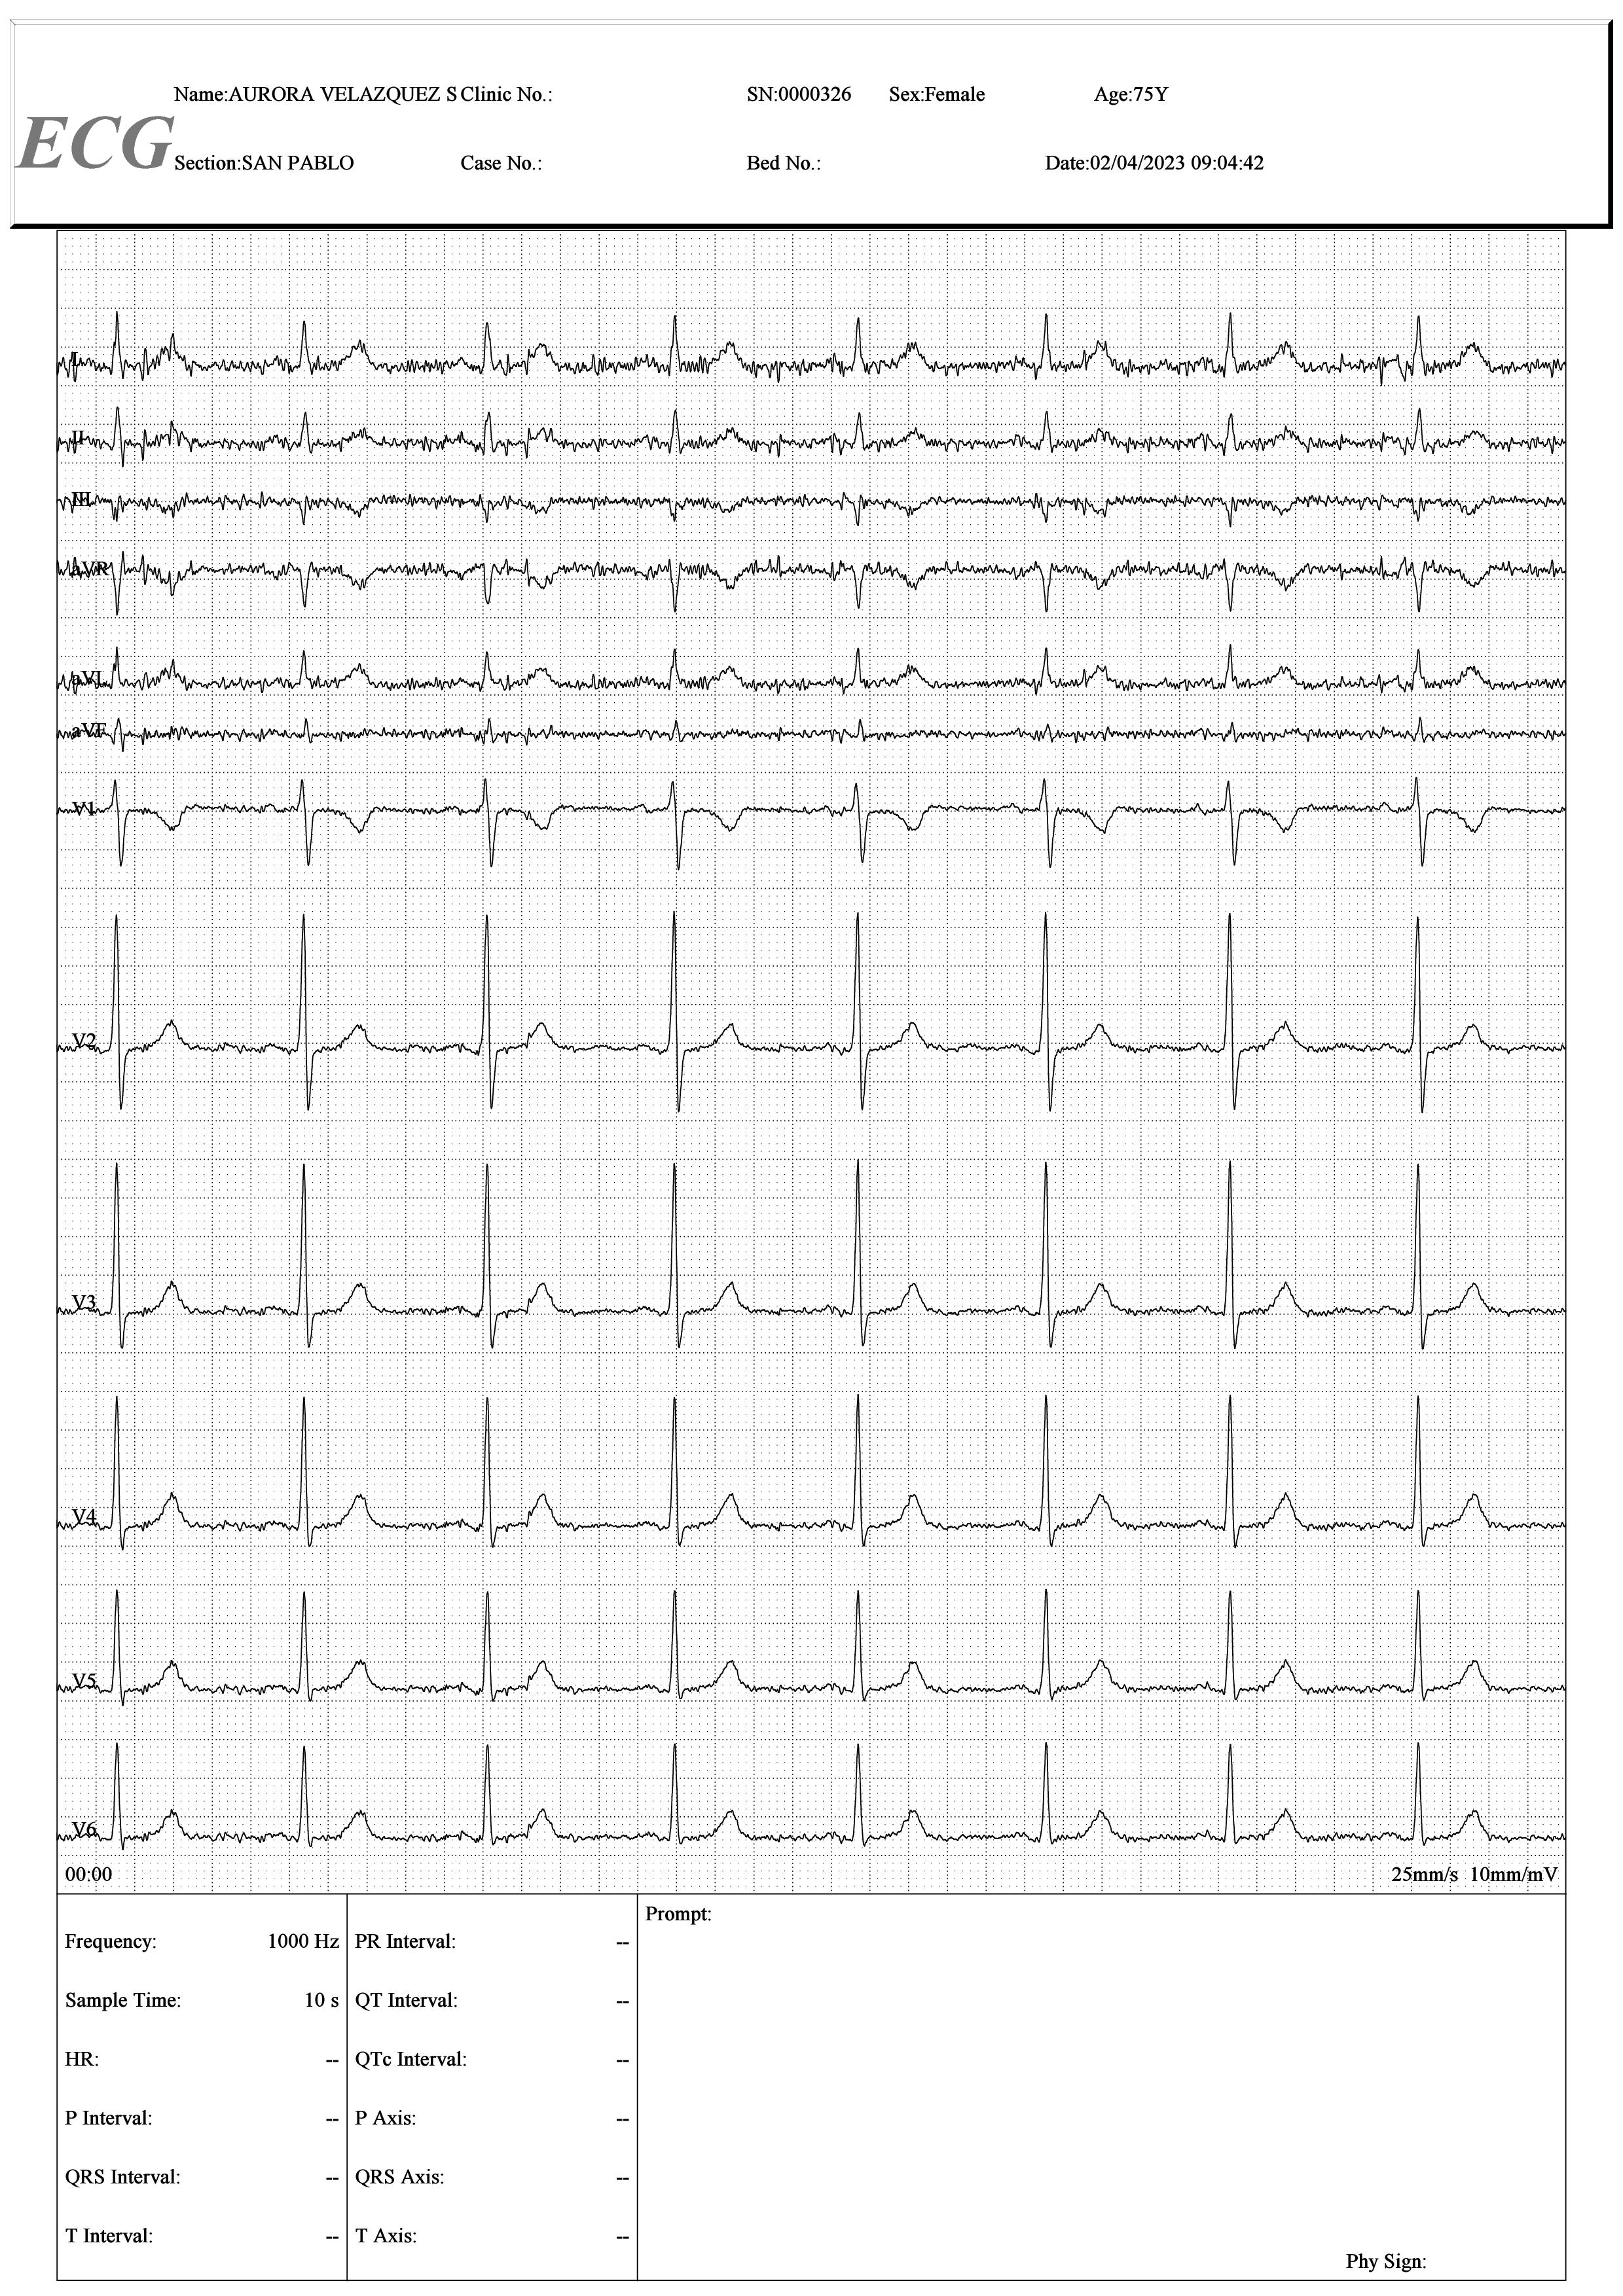 ECG
Name:AURORA VELAZQUEZ S Clinic No.: SN:0000326 Sex:Female Age:75Y
Section:SAN PABLO Case No.: Bed No.: Date:02/04/2023 09:04:42
I
II
III
aVR
aVL
aVF
V1
V2
V3
V4
V5
V6
00:00 25mm/s 10mm/mV
Frequency: 1000 Hz PR Interval: -- Prompt:
Sample Time: 10 s QT Interval: --
HR: -- QTc Interval: --
P Interval: -- P Axis: --
QRS Interval: -- QRS Axis: --
T Interval: -- T Axis: --
Phy Sign: